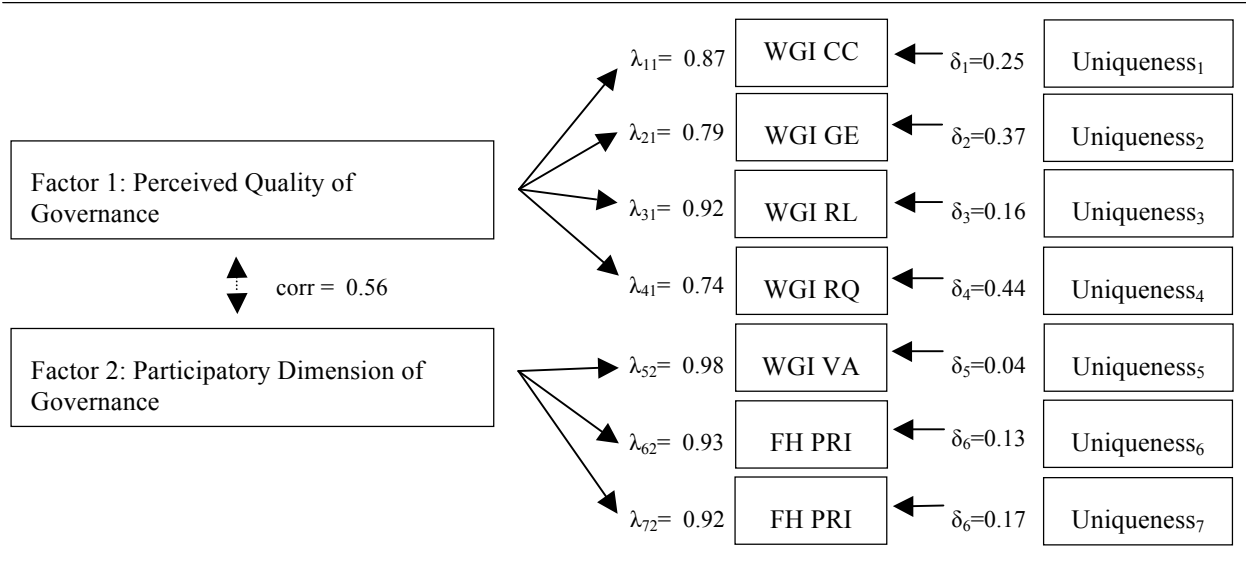 λ₁₁= 0.87 WGI CC δ₁=0.25 Uniqueness₁
λ₂₁= 0.79 WGI GE δ₂=0.37 Uniqueness₂
Factor 1: Perceived Quality of
Governance
λ₃₁= 0.92 WGI RL δ₃=0.16 Uniqueness₃
λ₄₁= 0.74 WGI RQ δ₄=0.44 Uniqueness₄
corr = 0.56
Factor 2: Participatory Dimension of
Governance
λ₅₂= 0.98 WGI VA δ₅=0.04 Uniqueness₅
λ₆₂= 0.93 FH PRI δ₆=0.13 Uniqueness₆
λ₇₂= 0.92 FH PRI δ₆=0.17 Uniqueness₇